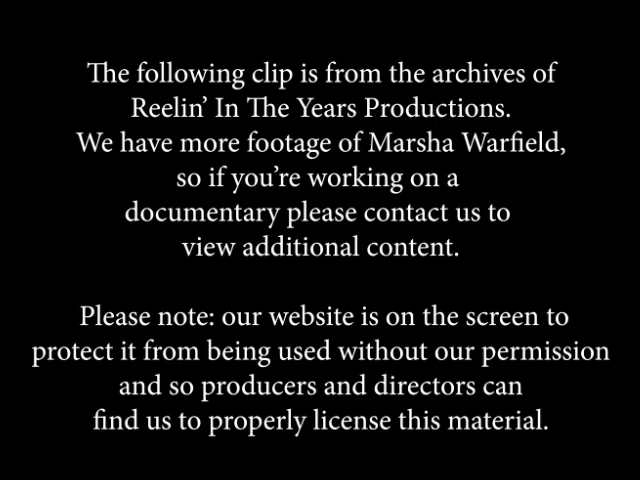 The following clip is from the archives of
Reelin’ In The Years Productions.
We have more footage of Marsha Warfield,
so if you’re working on a
documentary please contact us to
view additional content.
Please note: our website is on the screen to
protect it from being used without our permission
and so producers and directors can
find us to properly license this material.